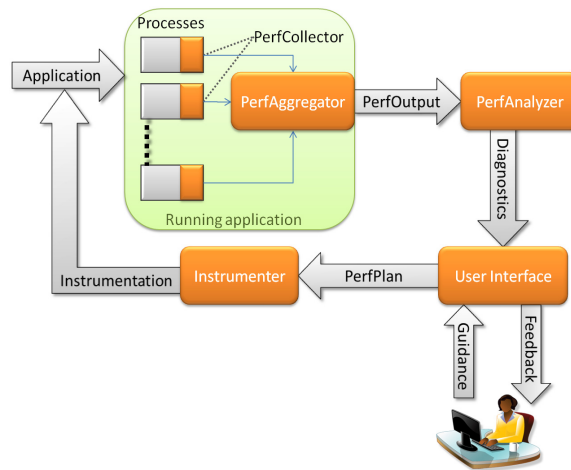 Processes
PerfCollector
Application
PerfAggregator
PerfOutput
PerfAnalyzer
Running application
Diagnostics
Instrumentation
Instrumenter
PerfPlan
User Interface
Guidance
Feedback